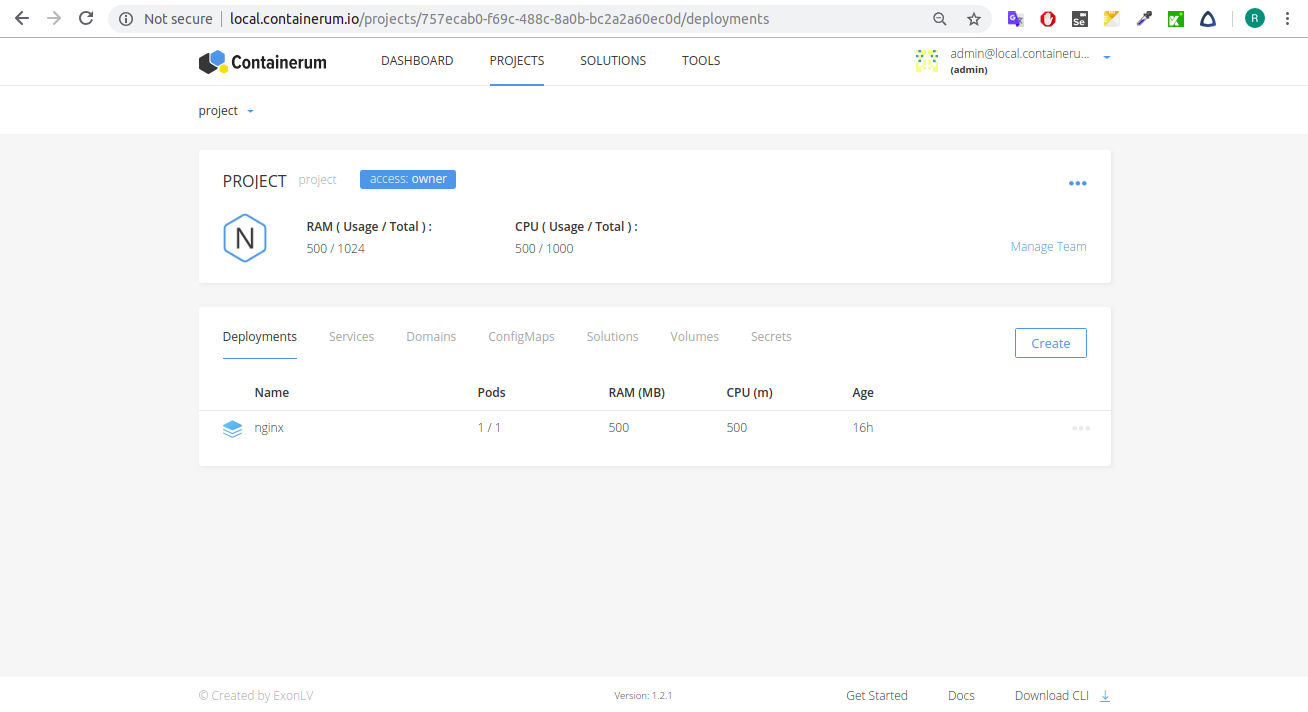 Not secure | local.containerum.io/projects/757ecab0-f69c-488c-8a0b-bc2a2a60ec0d/deployments
G
Se
K
R
Containerum DASHBOARD PROJECTS SOLUTIONS TOOLS admin@local.containeru...
(admin)
project
PROJECT project access: owner
N
RAM ( Usage / Total ) : CPU ( Usage / Total ) :
500 / 1024 500 / 1000
Manage Team
Deployments Services Domains ConfigMaps Solutions Volumes Secrets Create
Name Pods RAM (MB) CPU (m) Age
nginx 1 / 1 500 500 16h
© Created by ExonLV Version: 1.2.1 Get Started Docs Download CLI